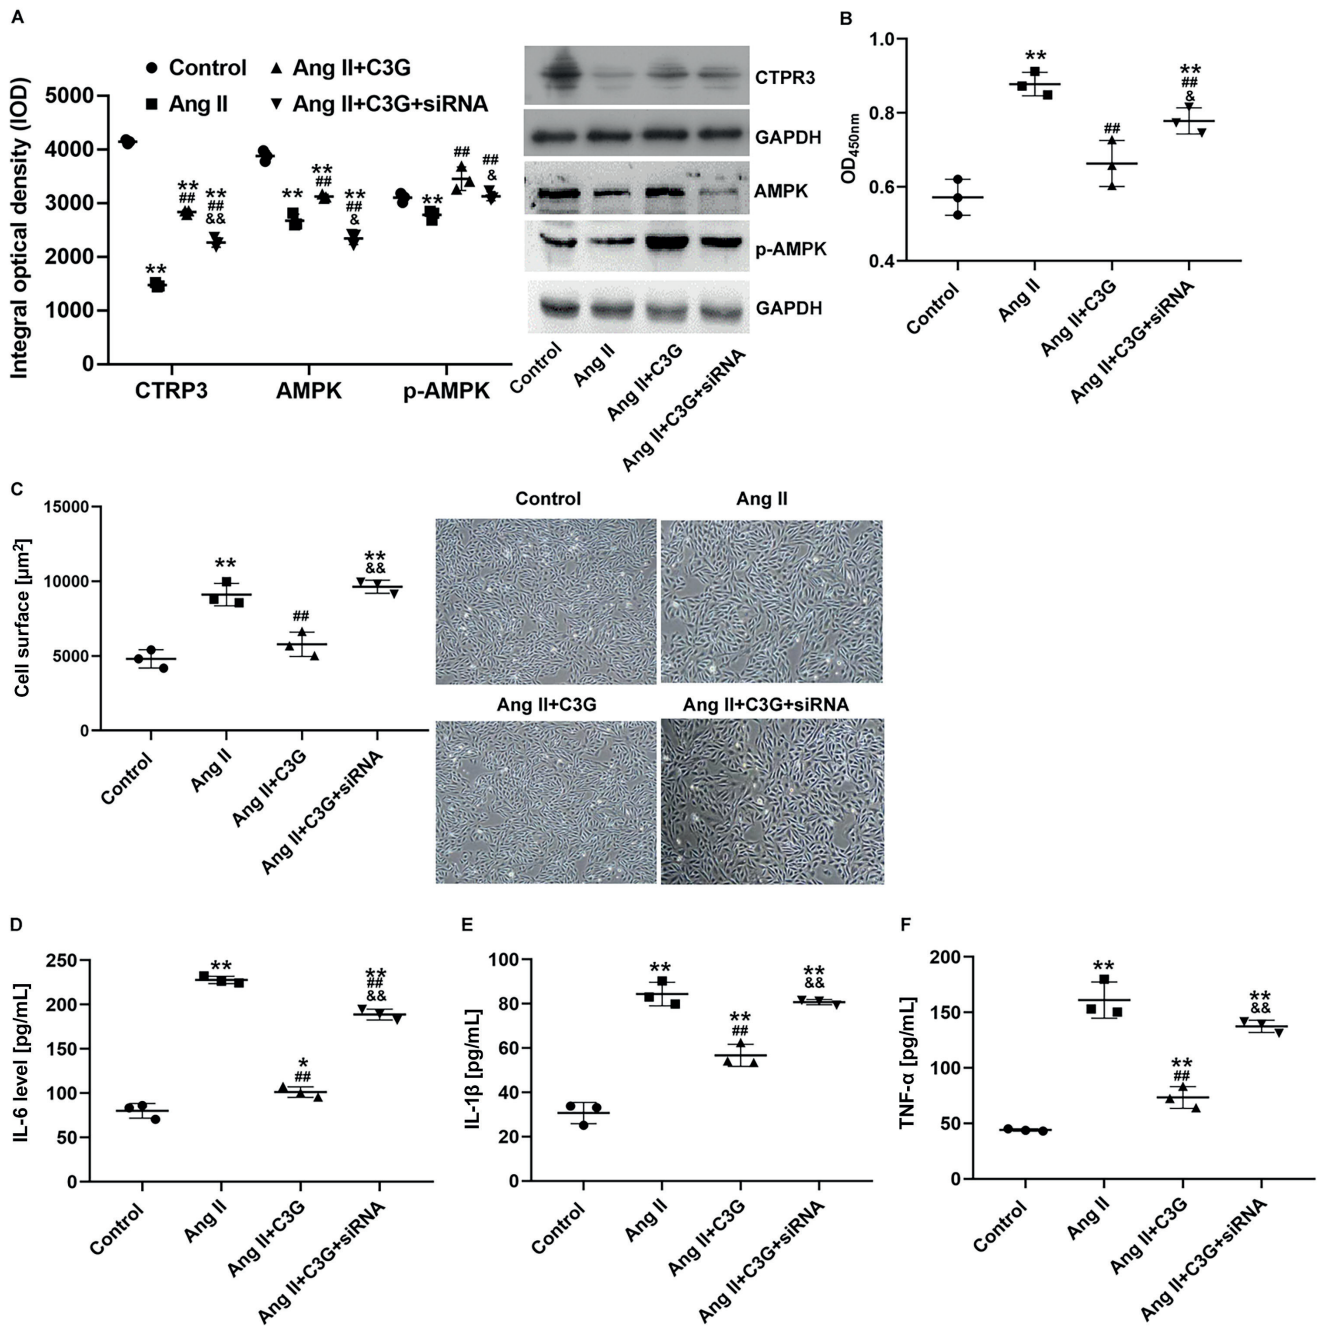 A
Control
Ang II+C3G
Ang II
Ang II+C3G+siRNA
Integral optical density (IOD)
5000
4000
3000
2000
1000
0
**
**
##
**
##
&&
**
**
##
**
##
&
**
##
##
&
CTRP3
AMPK
p-AMPK
CTPR3
GAPDH
AMPK
p-AMPK
GAPDH
Control
Ang II
Ang II+C3G
Ang II+C3G+siRNA
B
OD450nm
1.0
0.8
0.6
0.4
**
##
**
##
&
Control
Ang II
Ang II+C3G
Ang II+C3G+siRNA
C
Cell surface [µm²]
15000
10000
5000
0
**
##
**
&&
Control
Ang II
Ang II+C3G
Ang II+C3G+siRNA
Control
Ang II
Ang II+C3G
Ang II+C3G+siRNA
D
IL-6 level [pg/mL]
250
200
150
100
50
0
**
*
##
**
##
&&
Control
Ang II
Ang II+C3G
Ang II+C3G+siRNA
E
IL-1β [pg/mL]
100
80
60
40
20
0
**
**
##
**
&&
Control
Ang II
Ang II+C3G
Ang II+C3G+siRNA
F
TNF-α [pg/mL]
200
150
100
50
0
**
**
##
**
&&
Control
Ang II
Ang II+C3G
Ang II+C3G+siRNA